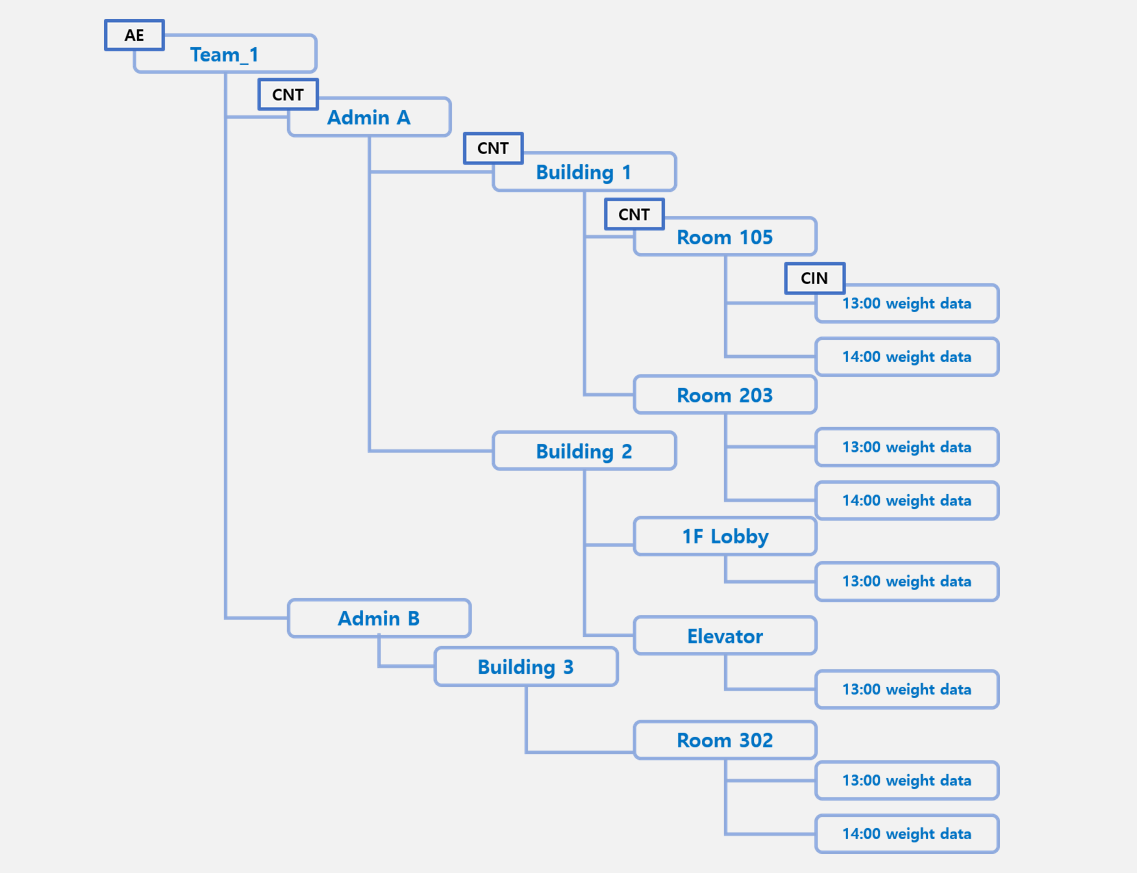 AE
Team_1
CNT
Admin A
CNT
Building 1
CNT
Room 105
CIN
13:00 weight data
14:00 weight data
Room 203
13:00 weight data
14:00 weight data
Building 2
1F Lobby
13:00 weight data
Elevator
13:00 weight data
Admin B
Building 3
Room 302
13:00 weight data
14:00 weight data